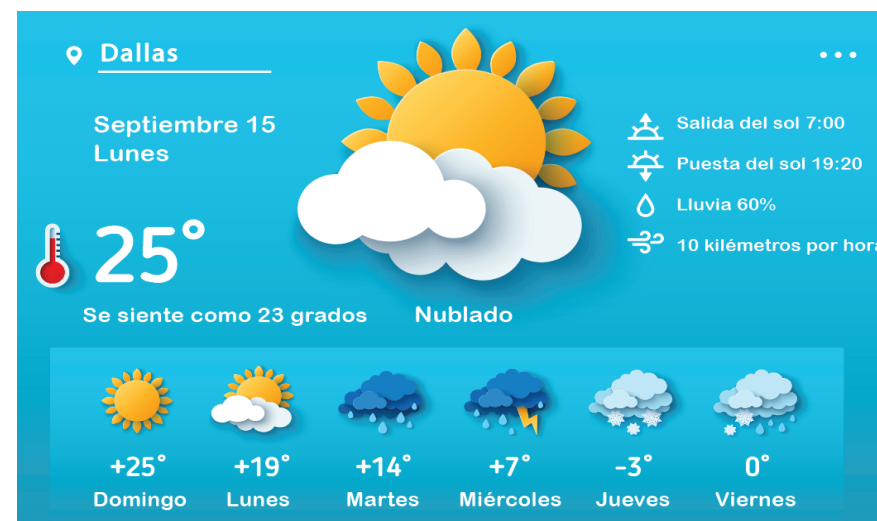 Dallas
Septiembre 15
Lunes
25°
Se siente como 23 grados
Nublado
Salida del sol 7:00
Puesta del sol 19:20
Lluvia 60%
10 kilémetros por hora
+25° +19° +14° +7° -3° 0°
Domingo Lunes Martes Miércoles Jueves Viernes